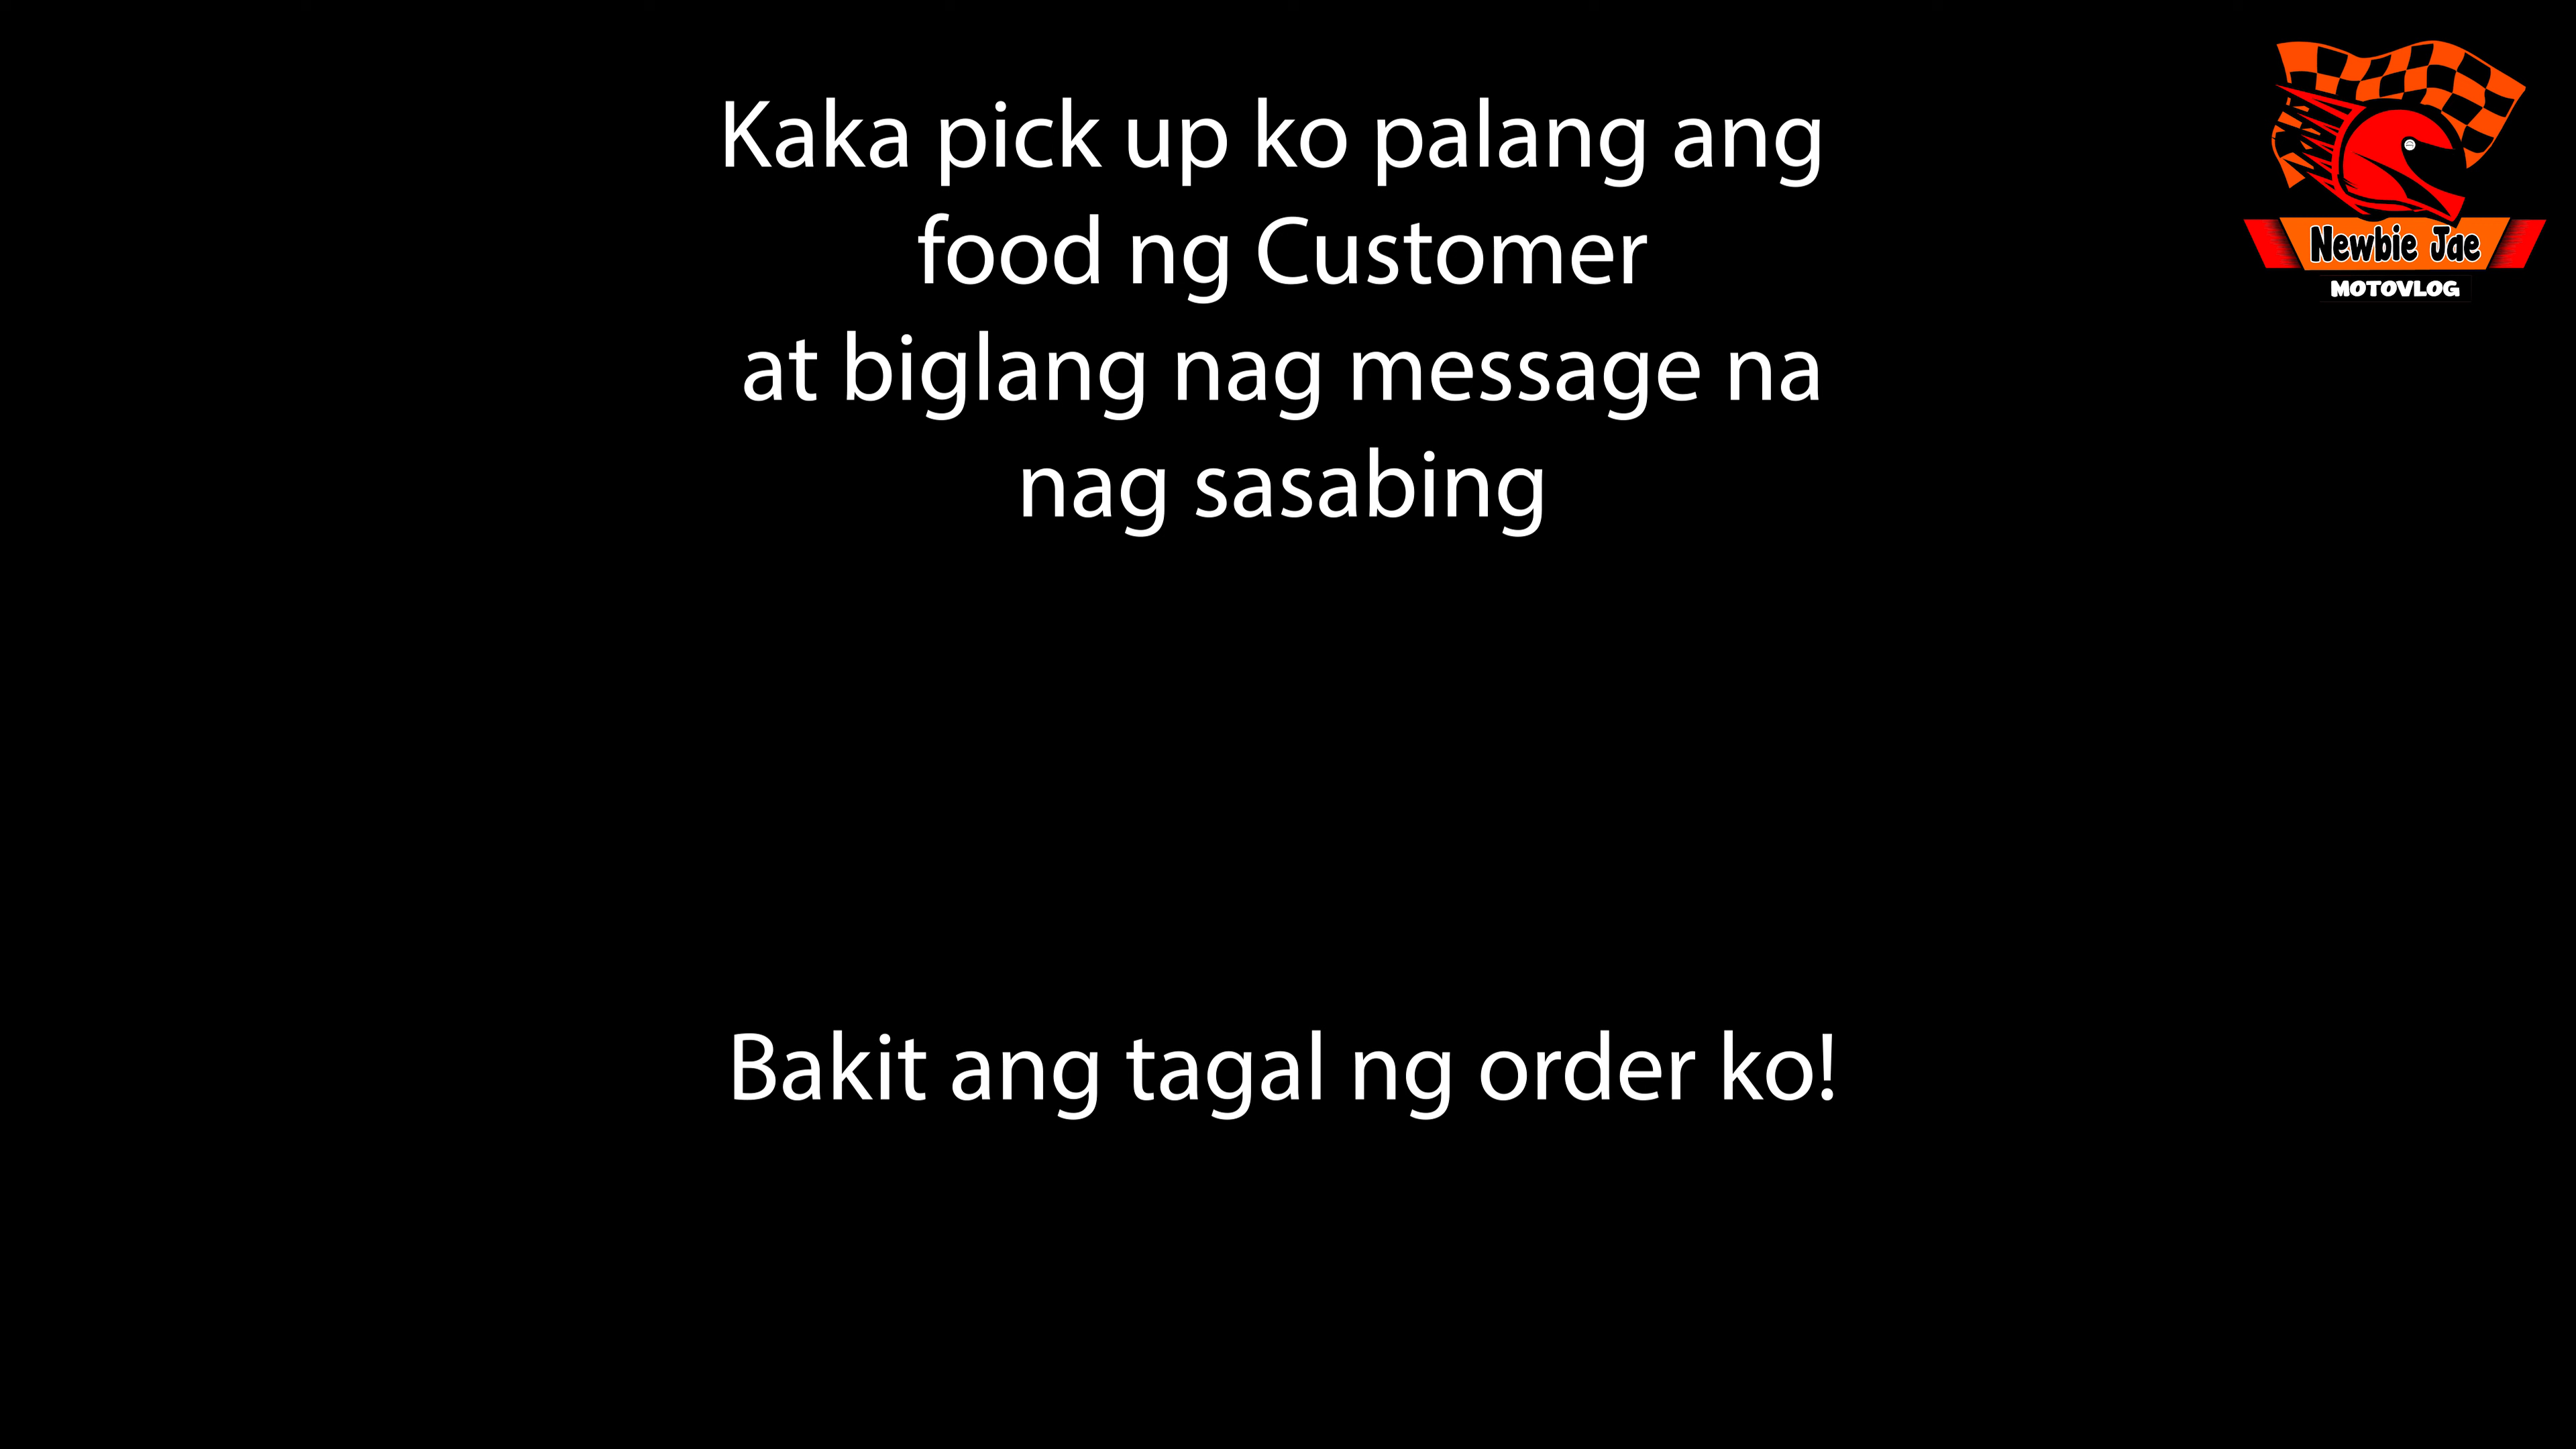 Kaka pick up ko palang ang
food ng Customer
at biglang nag message na
nag sasabing
Bakit ang tagal ng order ko!
Newbie Jae
MOTOVLOG